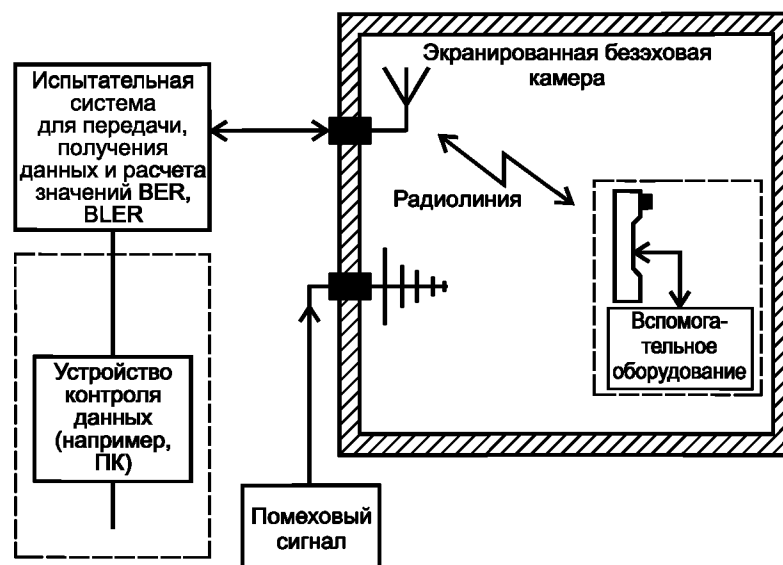 Испытательная
система
для передачи,
получения
данных и расчета
значений BER,
BLER
Экранированная безэховая
камера
Радиолиния
Вспомога-
тельное
оборудование
Устройство
контроля
данных
(например,
ПК)
Помеховый
сигнал